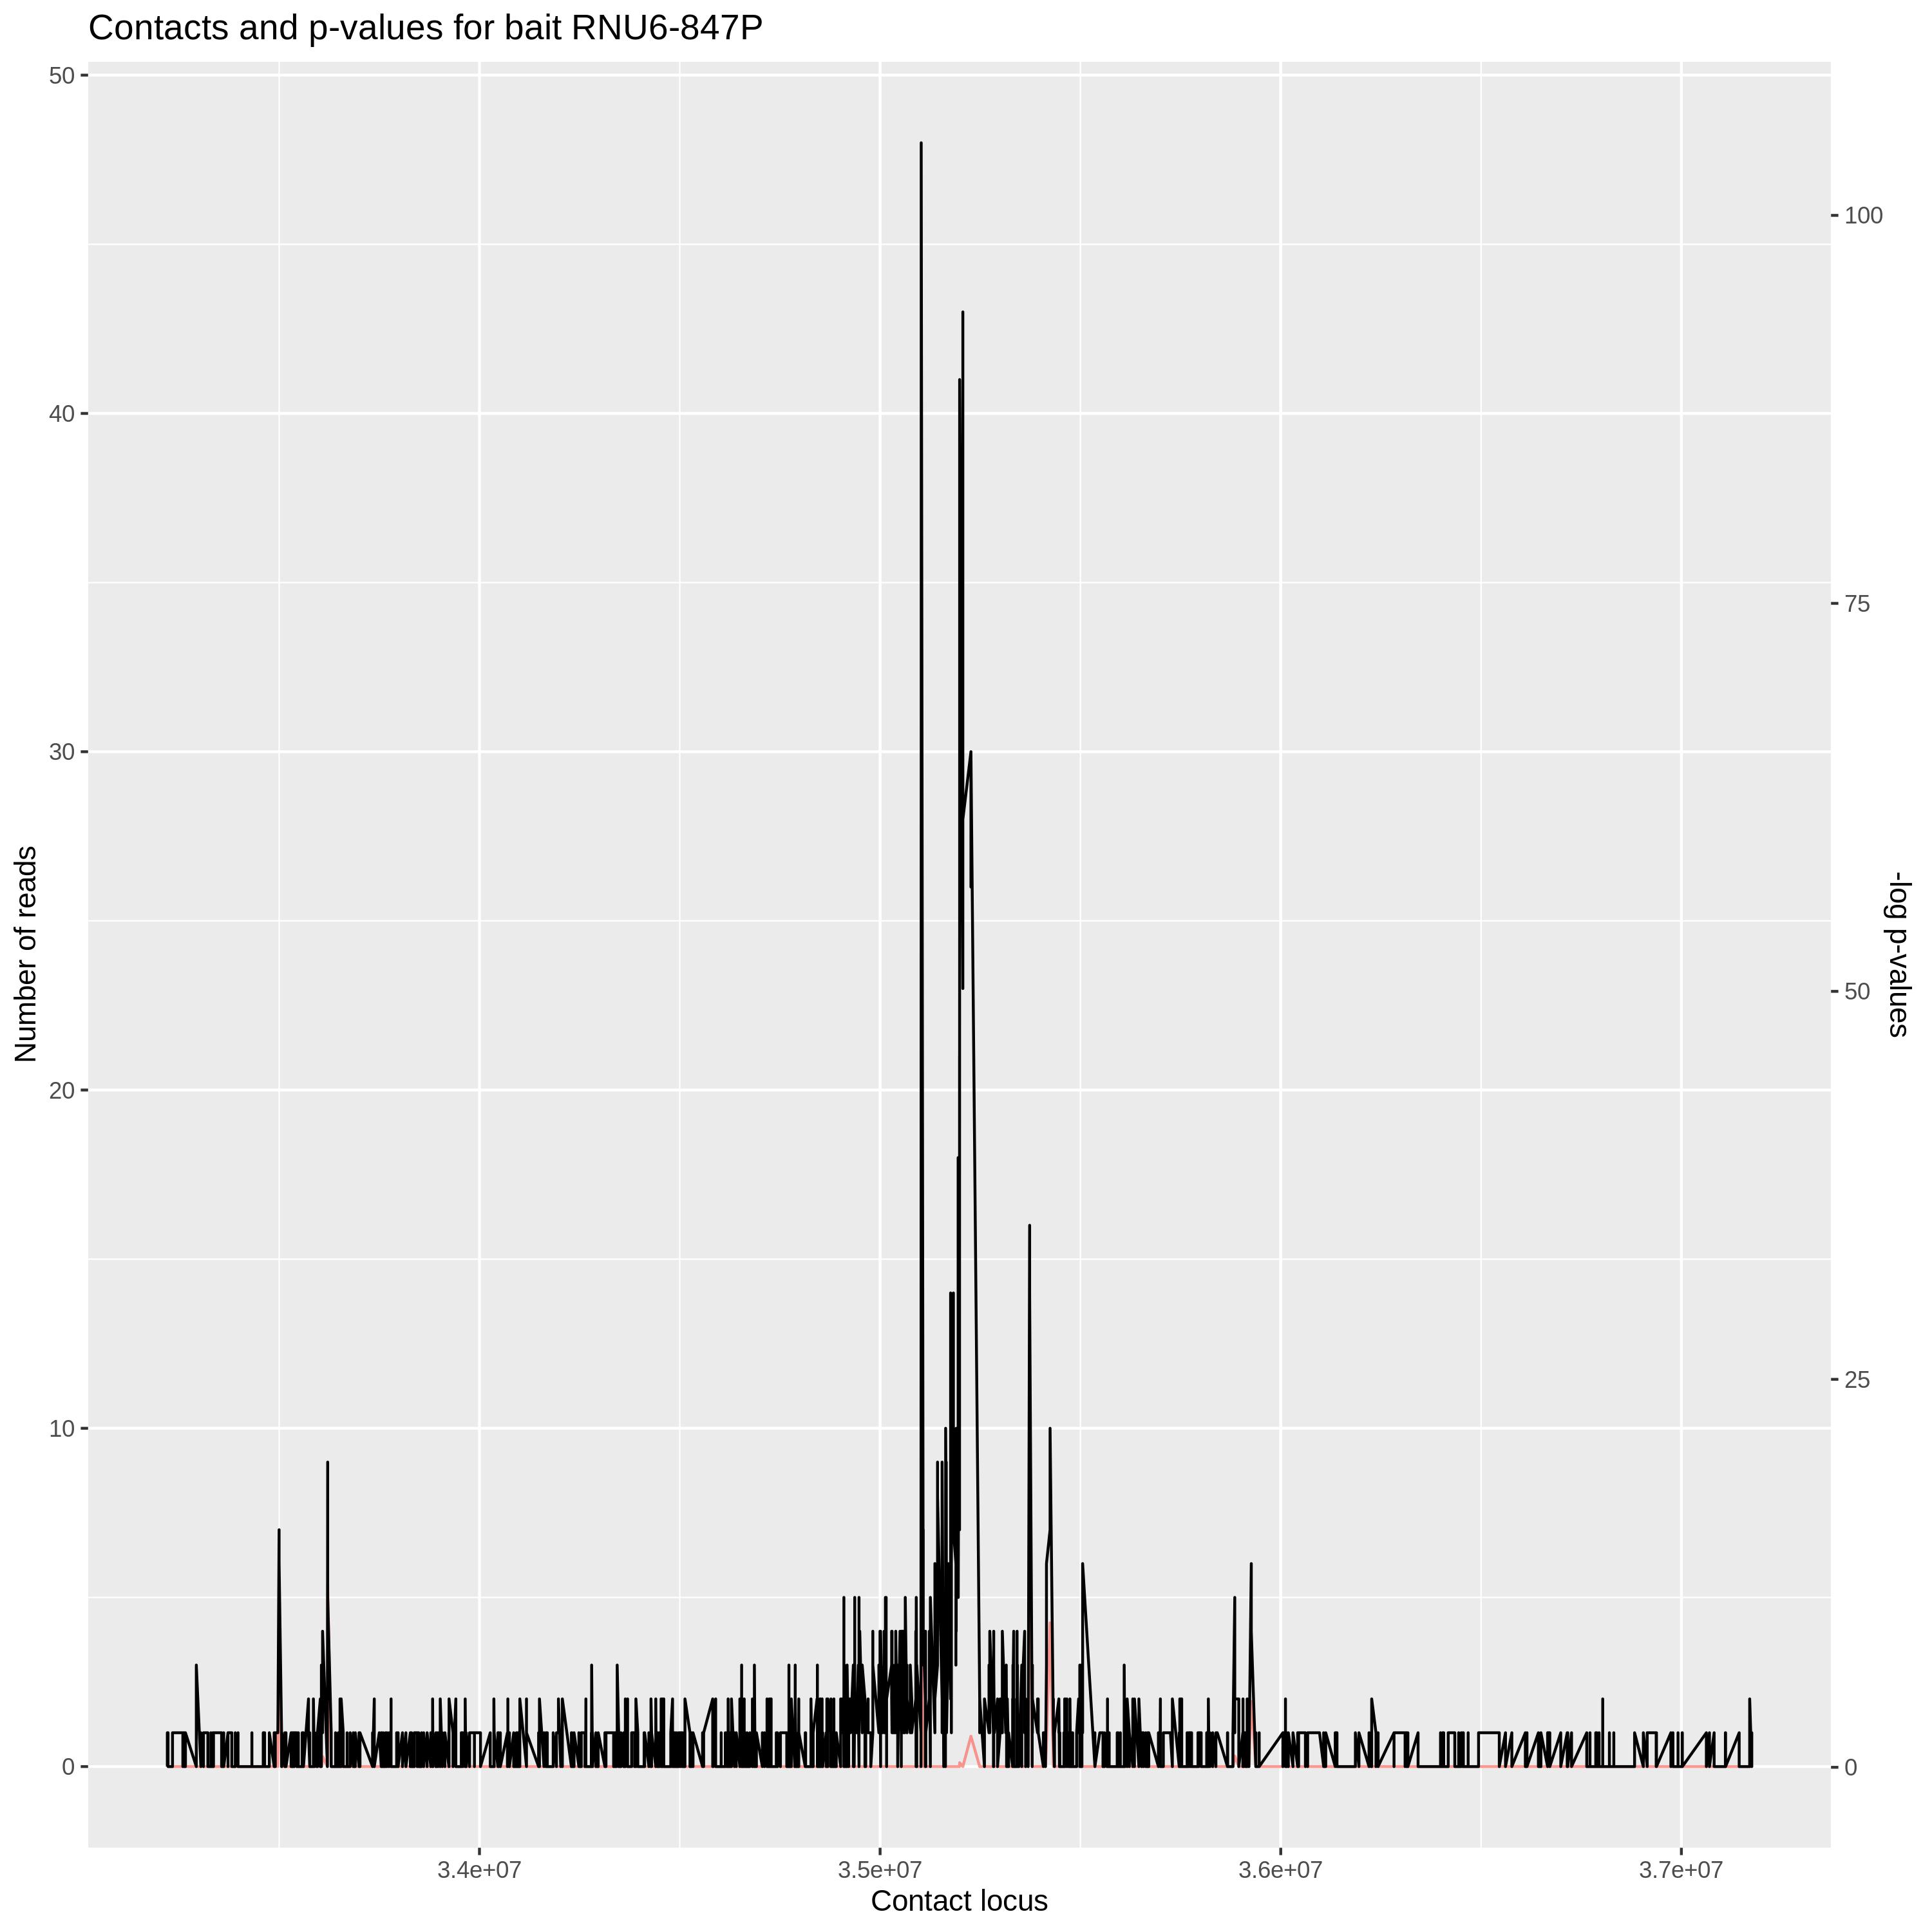 Contacts and p-values for bait RNU6-847P
50
40
30
20
10
0
Number of reads
100
75
50
25
0
-log p-values
3.4e+07
3.5e+07
3.6e+07
3.7e+07
Contact locus